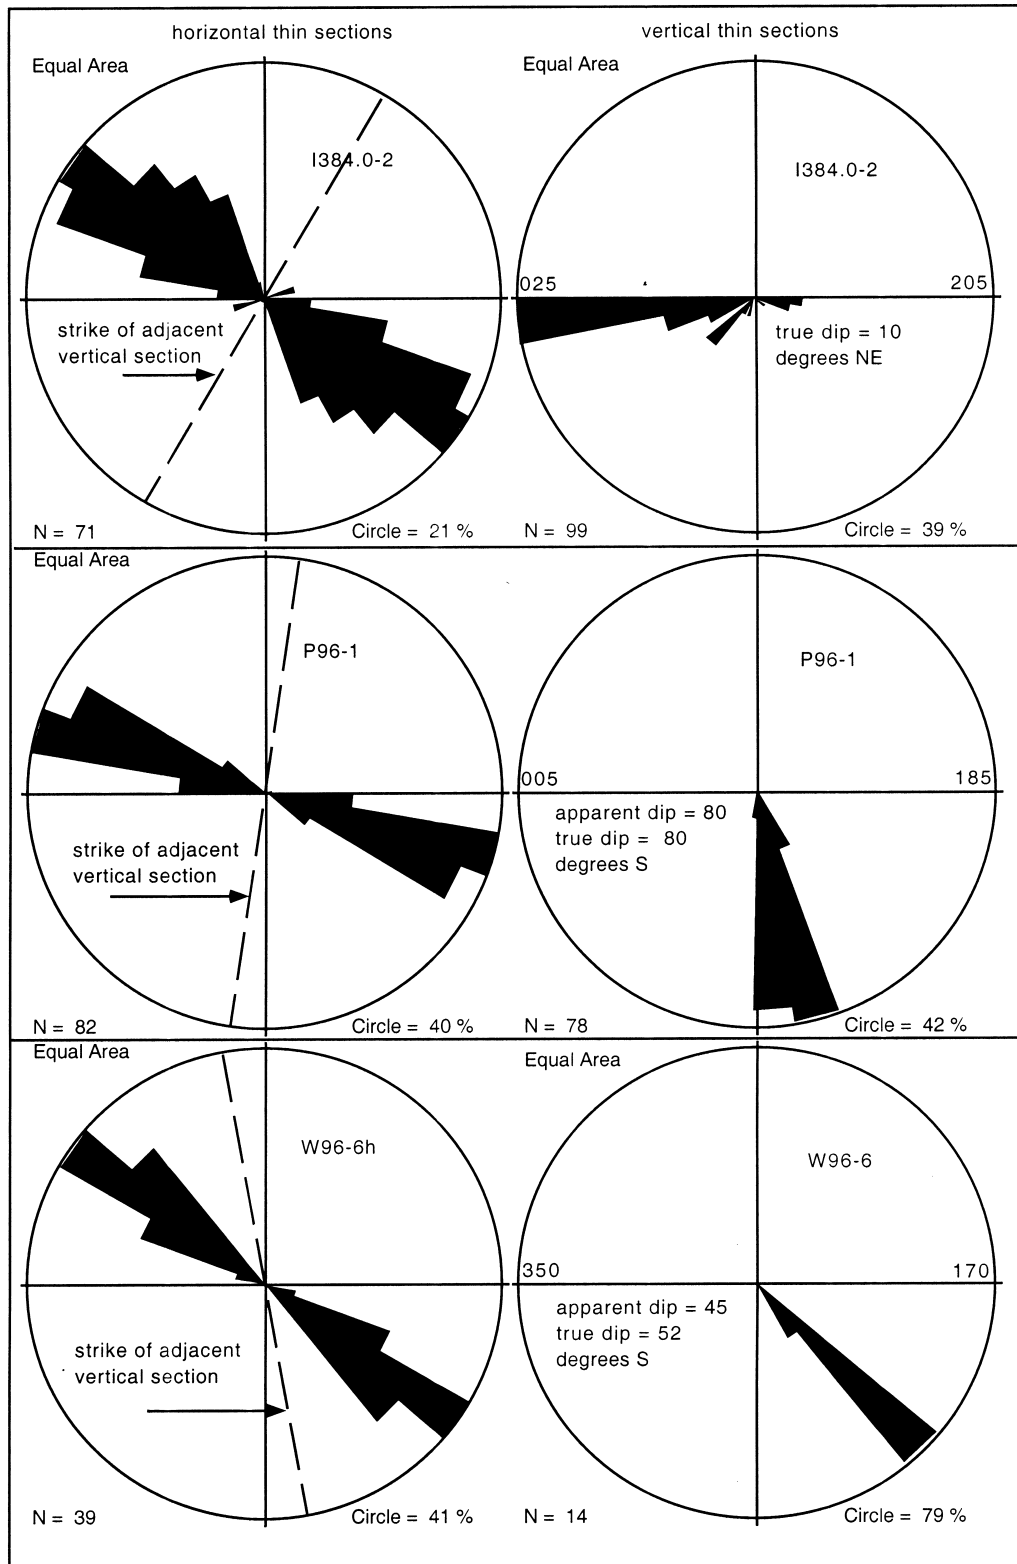 horizontal thin sections
vertical thin sections
Equal Area
I384.0-2
strike of adjacent
vertical section
N = 71
Circle = 21 %
Equal Area
I384.0-2
025
205
true dip = 10
degrees NE
N = 99
Circle = 39 %
Equal Area
P96-1
strike of adjacent
vertical section
N = 82
Circle = 40 %
P96-1
005
185
apparent dip = 80
true dip = 80
degrees S
N = 78
Circle = 42 %
Equal Area
W96-6h
strike of adjacent
vertical section
N = 39
Circle = 41 %
Equal Area
W96-6
350
170
apparent dip = 45
true dip = 52
degrees S
N = 14
Circle = 79 %